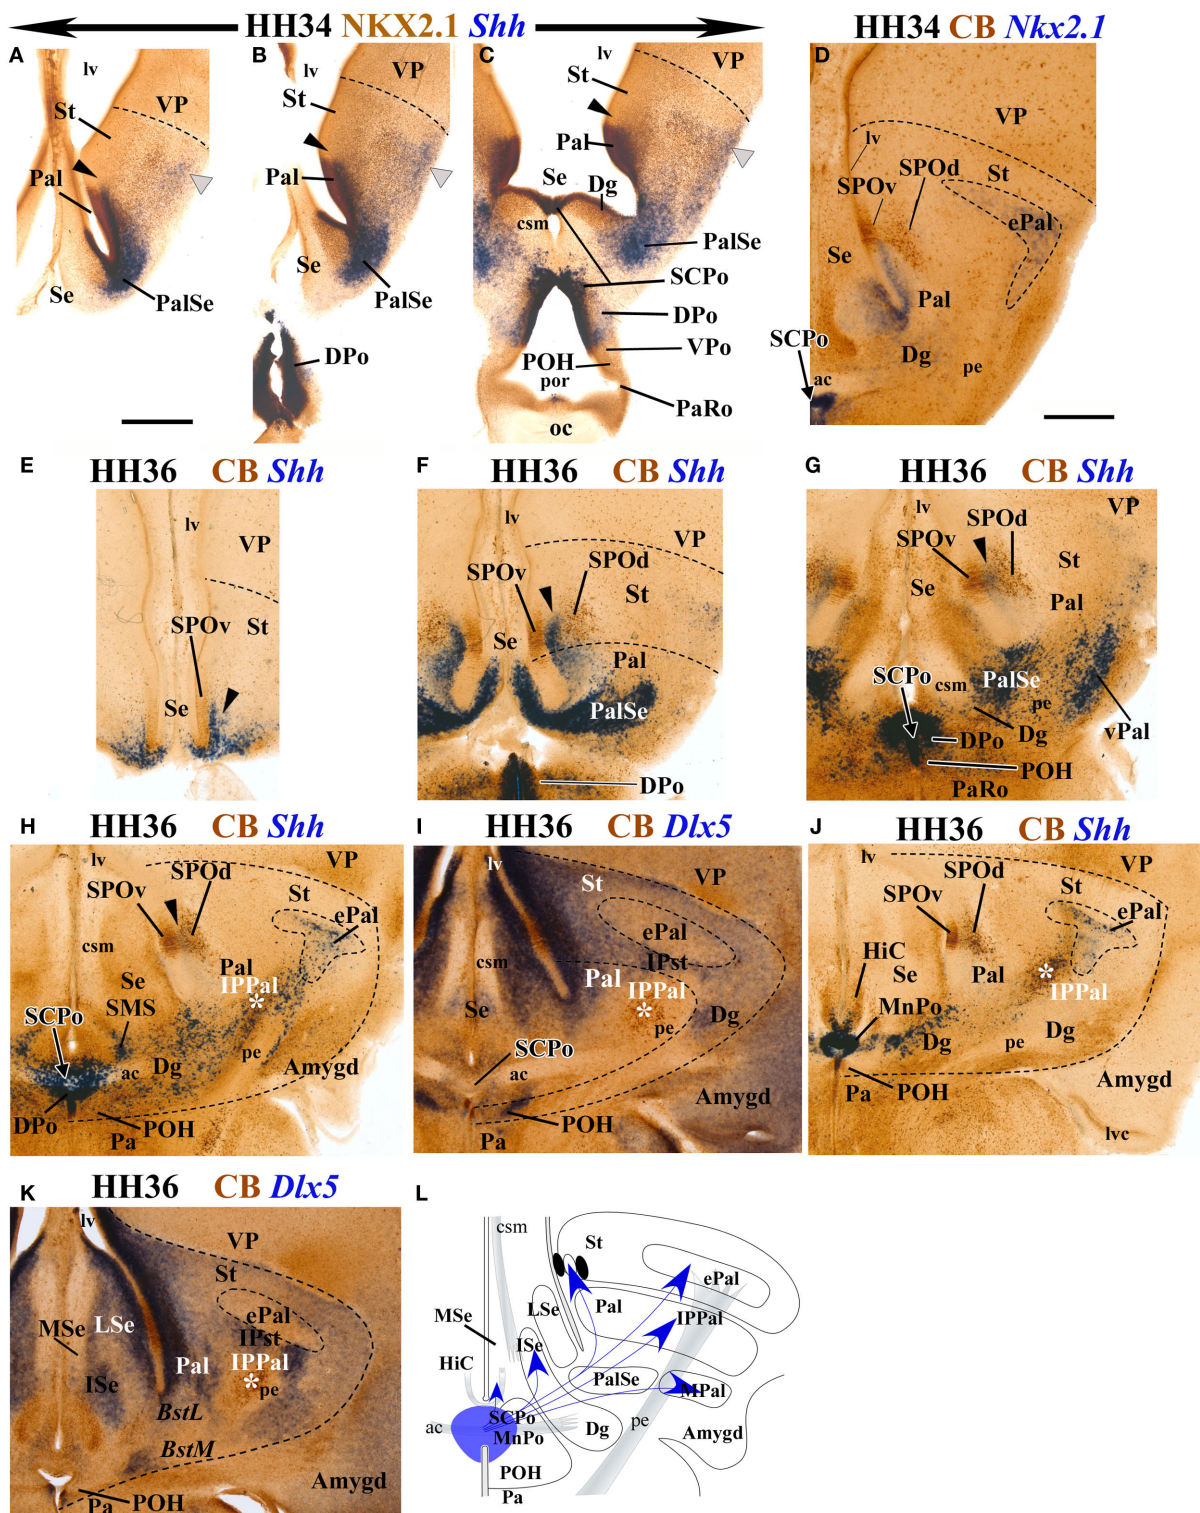 HH34 NKX2.1 Shh
HH34 CB Nkx2.1
A
lv
VP
St
Pal
Se
PalSe
B
lv
VP
St
Pal
Se
PalSe
DPo
C
lv
VP
St
Pal
Se
Dg
csm
PalSe
SCPo
DPo
VPo
POH
por
PaRo
oc
D
VP
lv
SPOd
St
SPOv
ePal
Se
Pal
SCPo
Dg
pe
ac
E
HH36 CB Shh
lv
VP
SPOv
St
Se
F
HH36 CB Shh
lv
VP
SPOd
SPOv
St
Se
Pal
PalSe
DPo
G
HH36 CB Shh
lv
VP
SPOd
SPOv
St
Se
Pal
SCPo
csm
PalSe
pe
vPal
DPo
Dg
POH
PaRo
H
HH36 CB Shh
lv
VP
SPOd
SPOv
St
ePal
csm
Pal
Se
IPPal
*
SMS
SCPo
pe
ac
Dg
Amygd
DPo
Pa
POH
I
HH36 CB Dlx5
lv
VP
St
ePal
csm
IPst
Pal
IPPal
*
Se
pe
Dg
SCPo
ac
Amygd
POH
Pa
J
HH36 CB Shh
lv
VP
SPOd
SPOv
St
ePal
HiC
Se
Pal
*
IPPal
MnPo
Dg
pe
Dg
Pa
POH
Amygd
lvc
K
HH36 CB Dlx5
lv
VP
St
ePal
MSe
LSe
IPst
Pal
IPPal
*
pe
ISe
BstL
BstM
Amygd
Pa
POH
L
csm
St
ePal
LSe
Pal
MSe
IPPal
ISe
HiC
PalSe
MPal
SCPo
ac
MnPo
Dg
pe
Amygd
POH
Pa